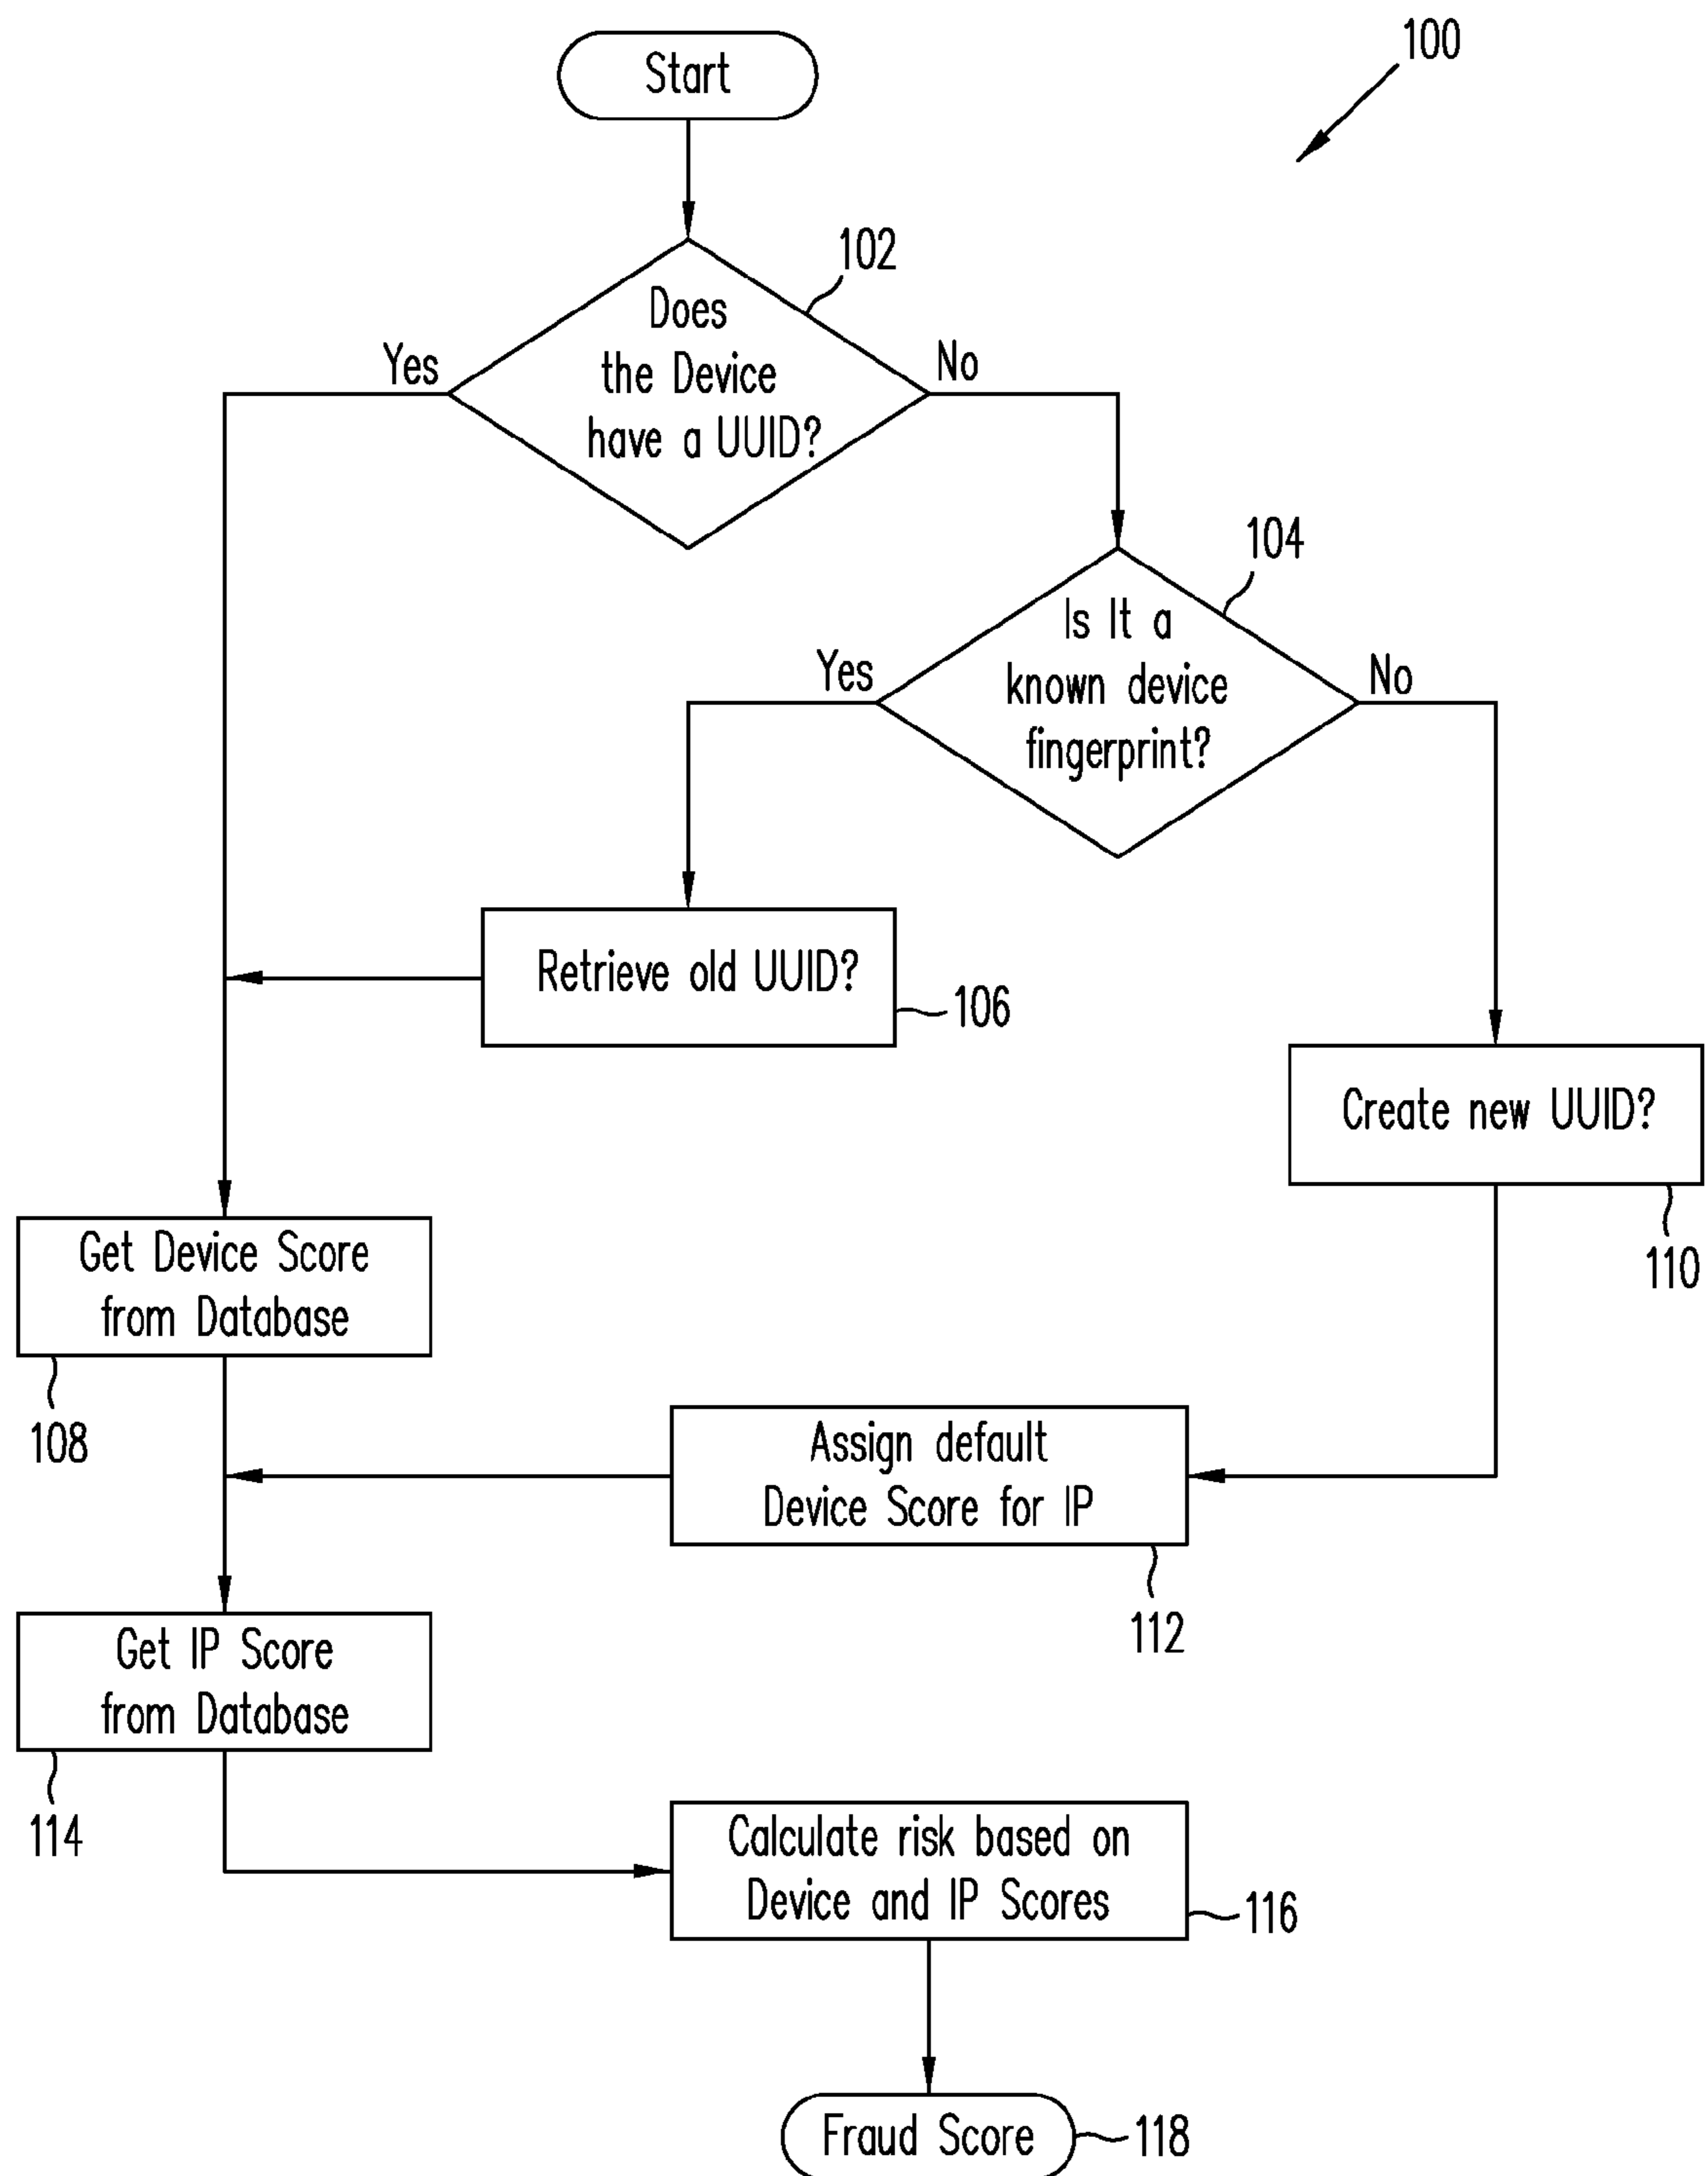 100
Start
102
Does
the Device
have a UUID?
Yes
No
104
Is It a
known device
fingerprint?
Yes
No
Retrieve old UUID?
106
Create new UUID?
110
Get Device Score
from Database
108
Assign default
Device Score for IP
112
Get IP Score
from Database
114
Calculate risk based on
Device and IP Scores
116
Fraud Score
118